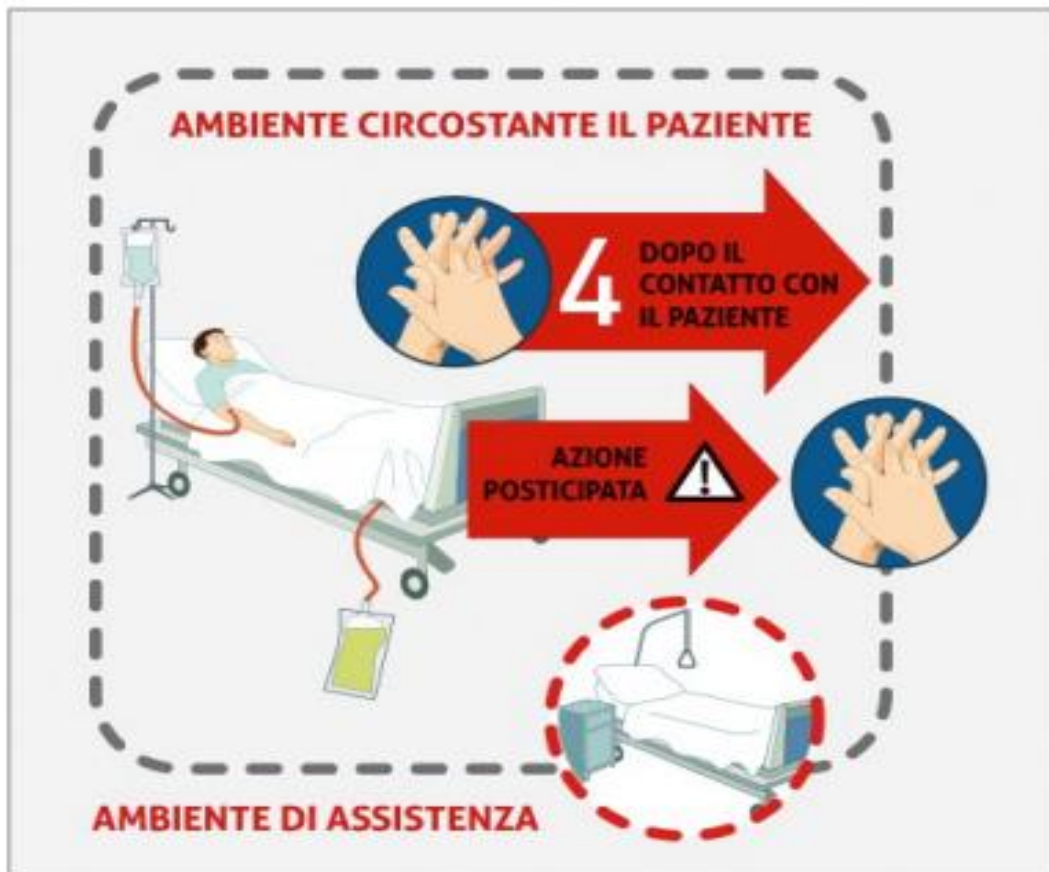 AMBIENTE CIRCOSTANTE IL PAZIENTE
4
DOPO IL
CONTATTO CON
IL PAZIENTE
AZIONE
POSTICIPATA
!
AMBIENTE DI ASSISTENZA